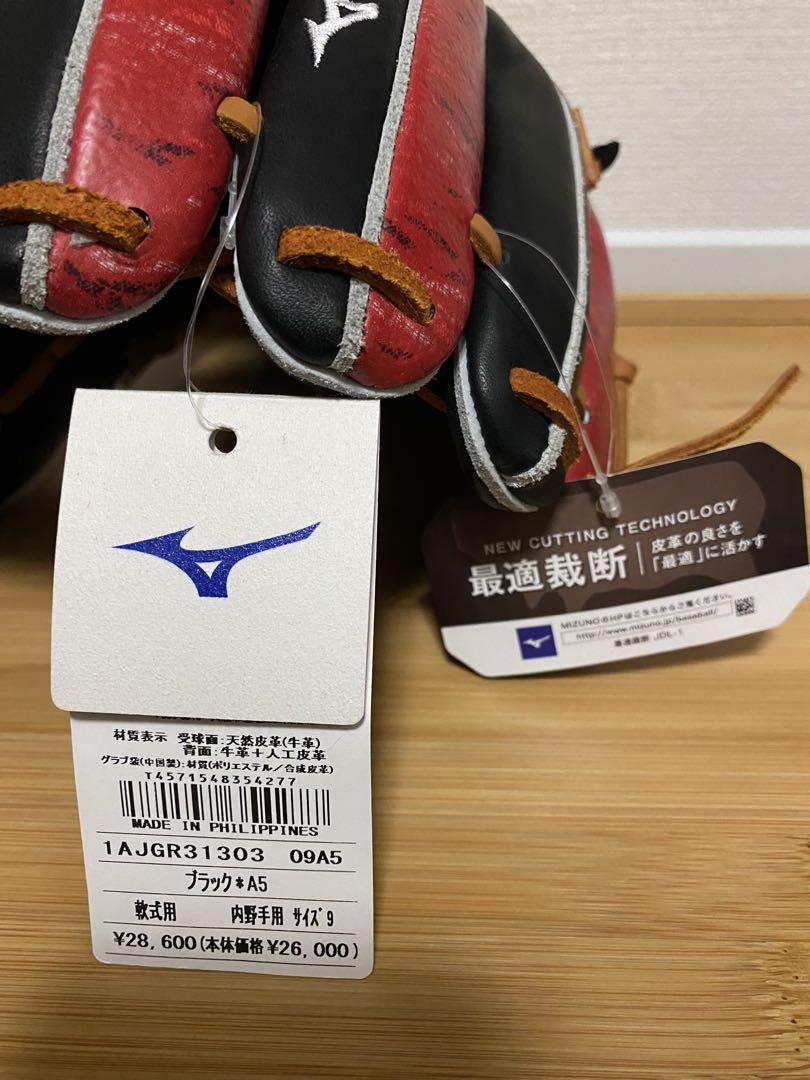 NEW CUTTING TECHNOLOGY
最適裁断
皮革の良さを
「最適」に活かす
MIZUNOのHPはこちらからご覧ください。
http://www.mizuno.jp/baseball/
最適裁断 JDL-1
材質表示 受球面:天然皮革(牛革)
背面:牛革+人工皮革
グラブ袋(中国製):材質(ポリエステル/合成皮革)
T4571548354277
MADE IN PHILIPPINES
1AJGR31303 09A5
ブラック*A5
軟式用 内野手用 サイズ9
¥28,600(本体価格¥26,000)